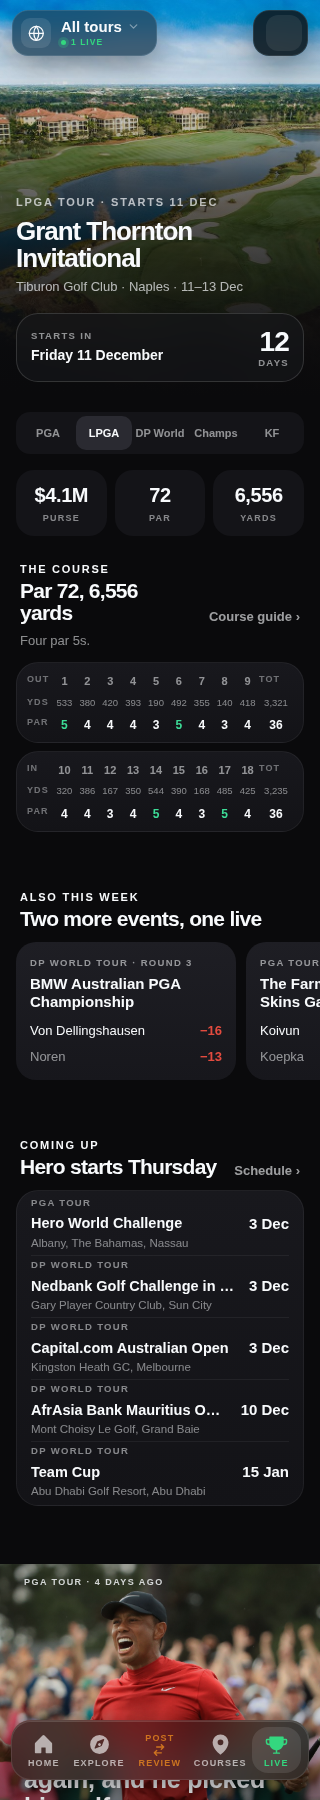 All tours
1 LIVE
LPGA TOUR · STARTS 11 DEC
Grant Thornton
Invitational
Tiburon Golf Club · Naples · 11–13 Dec
STARTS IN
Friday 11 December
12
DAYS
PGA LPGA DP World Champs KF
$4.1M 72 6,556
PURSE PAR YARDS
THE COURSE
Par 72, 6,556
yards
Course guide ›
Four par 5s.
OUT 1 2 3 4 5 6 7 8 9 TOT
YDS 533 380 420 393 190 492 355 140 418 3,321
PAR 5 4 4 4 3 5 4 3 4 36
IN 10 11 12 13 14 15 16 17 18 TOT
YDS 320 386 167 350 544 390 168 485 425 3,235
PAR 4 4 3 4 5 4 3 5 4 36
ALSO THIS WEEK
Two more events, one live
DP WORLD TOUR · ROUND 3
BMW Australian PGA
Championship
Von Dellingshausen −16
Noren −13
PGA TOUR
The Farm
Skins Ga
Koivun
Koepka
COMING UP
Hero starts Thursday
Schedule ›
PGA TOUR
Hero World Challenge 3 Dec
Albany, The Bahamas, Nassau
DP WORLD TOUR
Nedbank Golf Challenge in … 3 Dec
Gary Player Country Club, Sun City
DP WORLD TOUR
Capital.com Australian Open 3 Dec
Kingston Heath GC, Melbourne
DP WORLD TOUR
AfrAsia Bank Mauritius O… 10 Dec
Mont Choisy Le Golf, Grand Baie
DP WORLD TOUR
Team Cup 15 Jan
Abu Dhabi Golf Resort, Abu Dhabi
PGA TOUR · 4 DAYS AGO
HOME EXPLORE POST REVIEW COURSES LIVE
again, and he picked